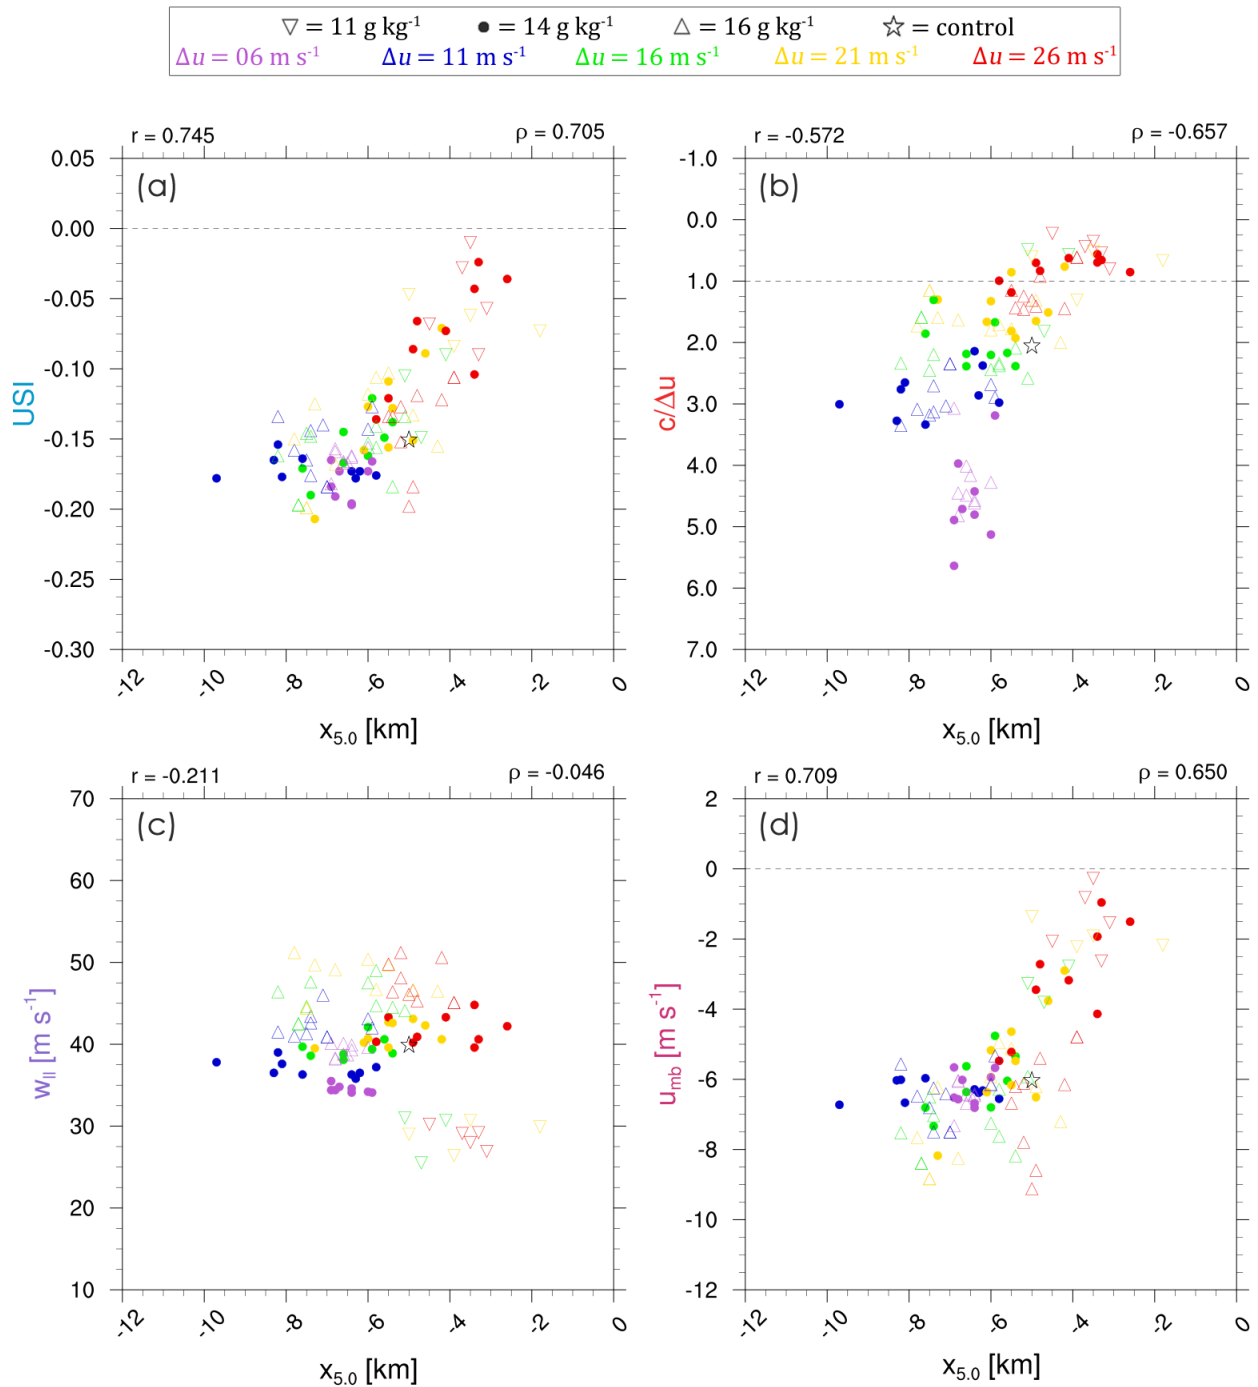 ▽ = 11 g kg⁻¹ ● = 14 g kg⁻¹ △ = 16 g kg⁻¹ ☆ = control
Δu = 06 m s⁻¹ Δu = 11 m s⁻¹ Δu = 16 m s⁻¹ Δu = 21 m s⁻¹ Δu = 26 m s⁻¹
r = 0.745 ρ = 0.705
(a)
USI
0.05
0.00
-0.05
-0.10
-0.15
-0.20
-0.25
-0.30
-12 -10 -8 -6 -4 -2 0
x5.0 [km]
r = -0.572 ρ = -0.657
(b)
c/Δu
-1.0
0.0
1.0
2.0
3.0
4.0
5.0
6.0
7.0
-12 -10 -8 -6 -4 -2 0
x5.0 [km]
r = -0.211 ρ = -0.046
(c)
wll [m s⁻¹]
70
60
50
40
30
20
10
-12 -10 -8 -6 -4 -2 0
x5.0 [km]
r = 0.709 ρ = 0.650
(d)
umb [m s⁻¹]
2
0
-2
-4
-6
-8
-10
-12
-12 -10 -8 -6 -4 -2 0
x5.0 [km]